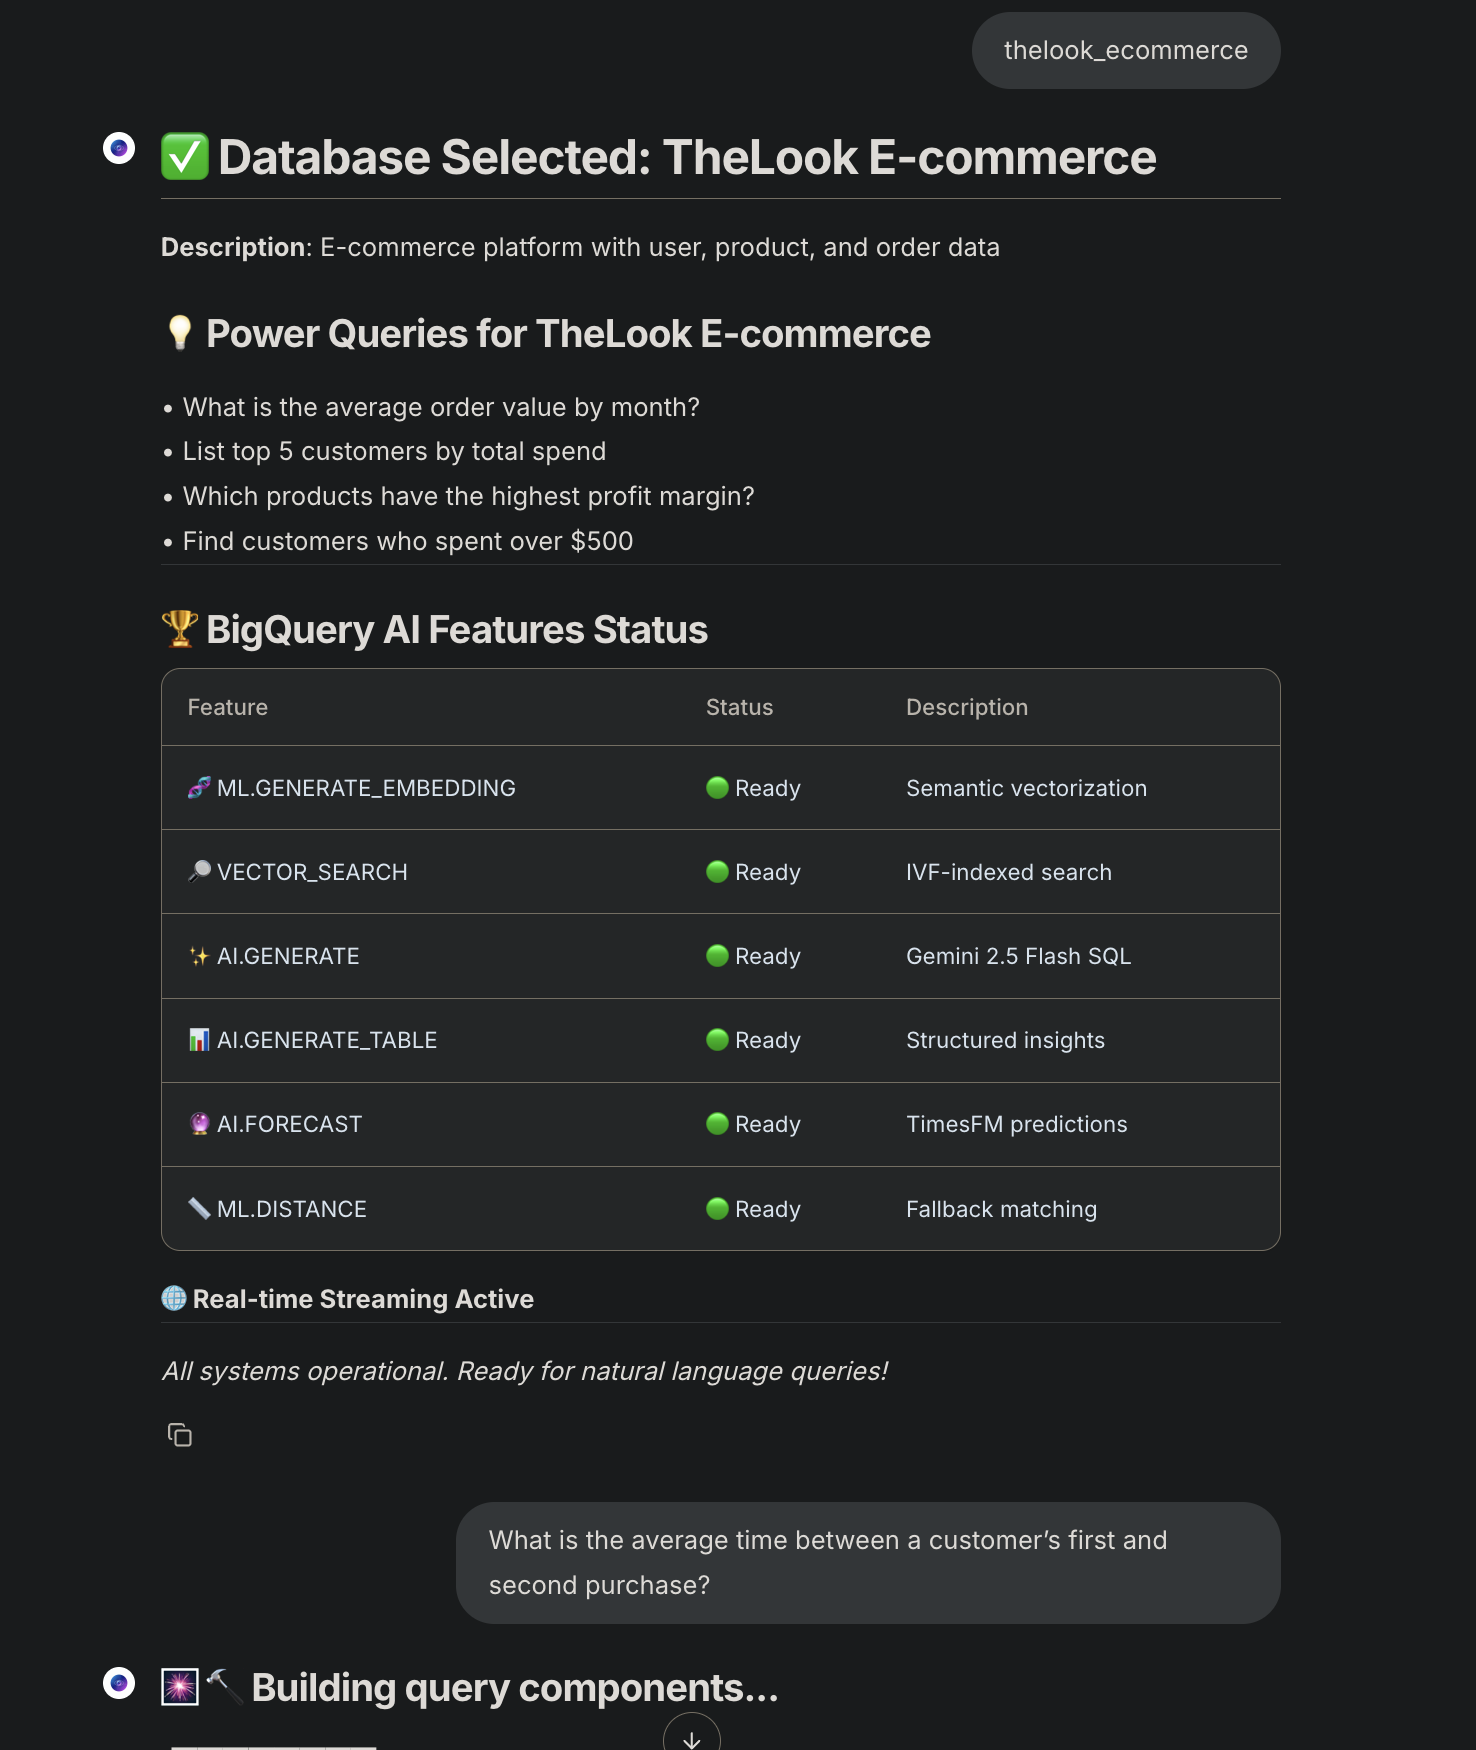 thelook_ecommerce
✅ Database Selected: TheLook E-commerce
Description: E-commerce platform with user, product, and order data
💡 Power Queries for TheLook E-commerce
• What is the average order value by month?
• List top 5 customers by total spend
• Which products have the highest profit margin?
• Find customers who spent over $500
🏆 BigQuery AI Features Status
Feature Status Description
🧬 ML.GENERATE_EMBEDDING 🟢 Ready Semantic vectorization
🔎 VECTOR_SEARCH 🟢 Ready IVF-indexed search
✨ AI.GENERATE 🟢 Ready Gemini 2.5 Flash SQL
📊 AI.GENERATE_TABLE 🟢 Ready Structured insights
🔮 AI.FORECAST 🟢 Ready TimesFM predictions
📏 ML.DISTANCE 🟢 Ready Fallback matching
🌐 Real-time Streaming Active
All systems operational. Ready for natural language queries!
What is the average time between a customer’s first and
second purchase?
🎆🔨 Building query components...